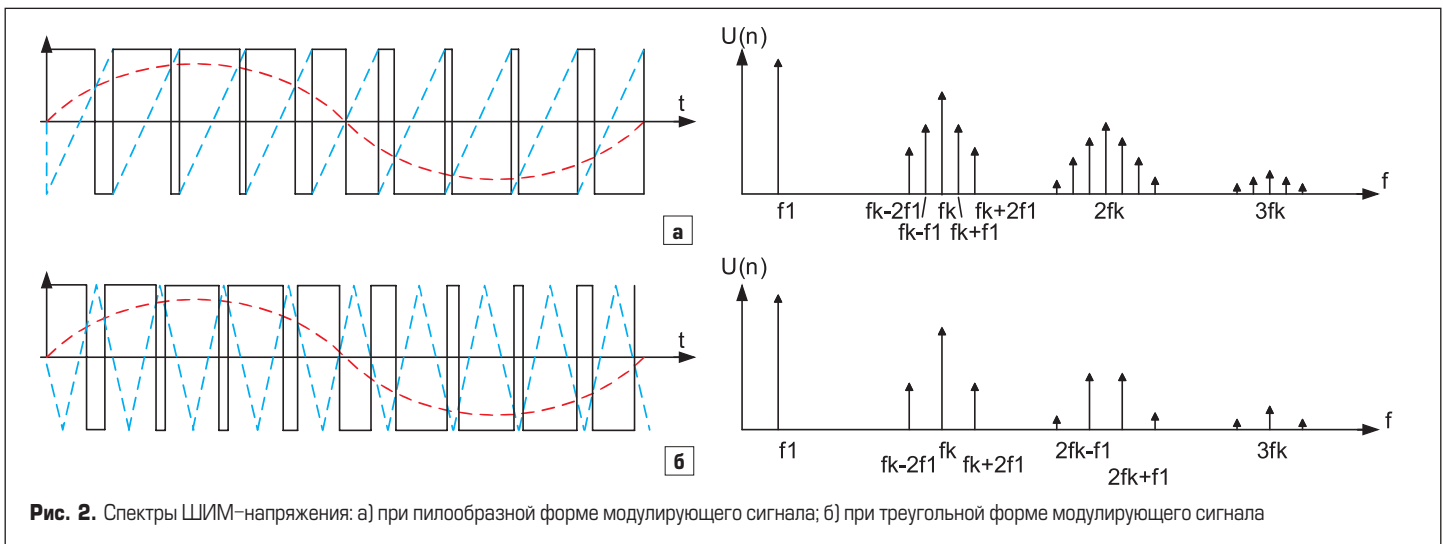 U(n)
t
f
f1
fk-2f1
fk
fk+2f1
2fk
3fk
fk-f1
fk+f1
а
U(n)
t
f
f1
fk
2fk-f1
3fk
fk-2f1
fk+2f1
2fk+f1
б
Рис. 2. Спектры ШИМ-напряжения: а) при пилообразной форме модулирующего сигнала; б) при треугольной форме модулирующего сигнала